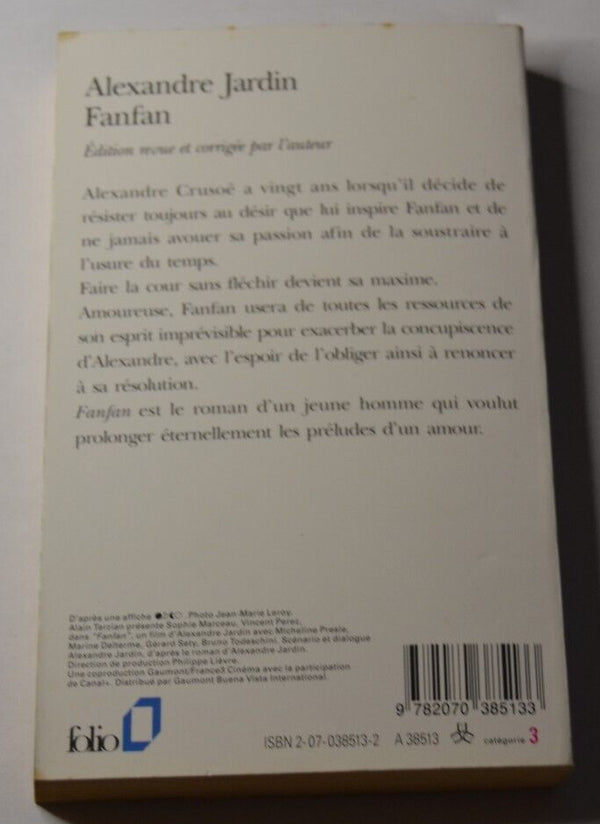 Alexandre Jardin
Fanfan
Édition revue et corrigée par l'auteur
Alexandre Crusoé a vingt ans lorsqu'il décide de
résister toujours au désir que lui inspire Fanfan et de
ne jamais avouer sa passion afin de la soustraire à
l'usure du temps.
Faire la cour sans fléchir devient sa maxime.
Amoureuse, Fanfan usera de toutes les ressources de
son esprit imprévisible pour exacerber la concupiscence
d'Alexandre, avec l'espoir de l'obliger ainsi à renoncer
à sa résolution.
Fanfan est le roman d'un jeune homme qui voulut
prolonger éternellement les préludes d'un amour.
D'après une affiche Photo Jean-Marie Leroy.
Alain Terzian présente Sophie Marceau, Vincent Perez,
dans "Fanfan", un film d'Alexandre Jardin avec Micheline Presle,
Marine Delterme, Gérard Sety, Bruno Todeschini. Scénario et dialogue
Alexandre Jardin, d'après le roman d'Alexandre Jardin.
Direction de production Philippe Lièvre.
Une coproduction Gaumont/France3 Cinéma avec la participation
de Canal+. Distribué par Gaumont Buena Vista International.
9 782070 385133
folio
ISBN 2-07-038513-2 A 38513 catégorie 3